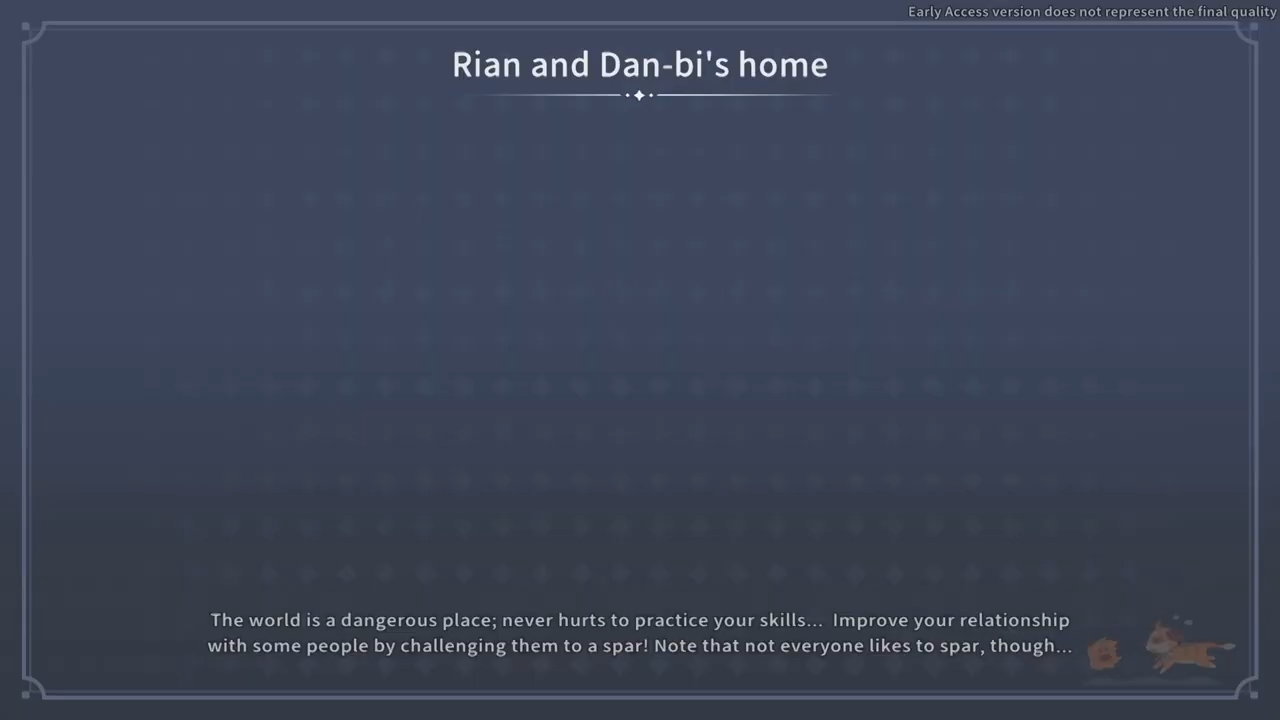 Early Access version does not represent the final quality
Rian and Dan-bi's home
The world is a dangerous place; never hurts to practice your skills... Improve your relationship
with some people by challenging them to a spar! Note that not everyone likes to spar, though...